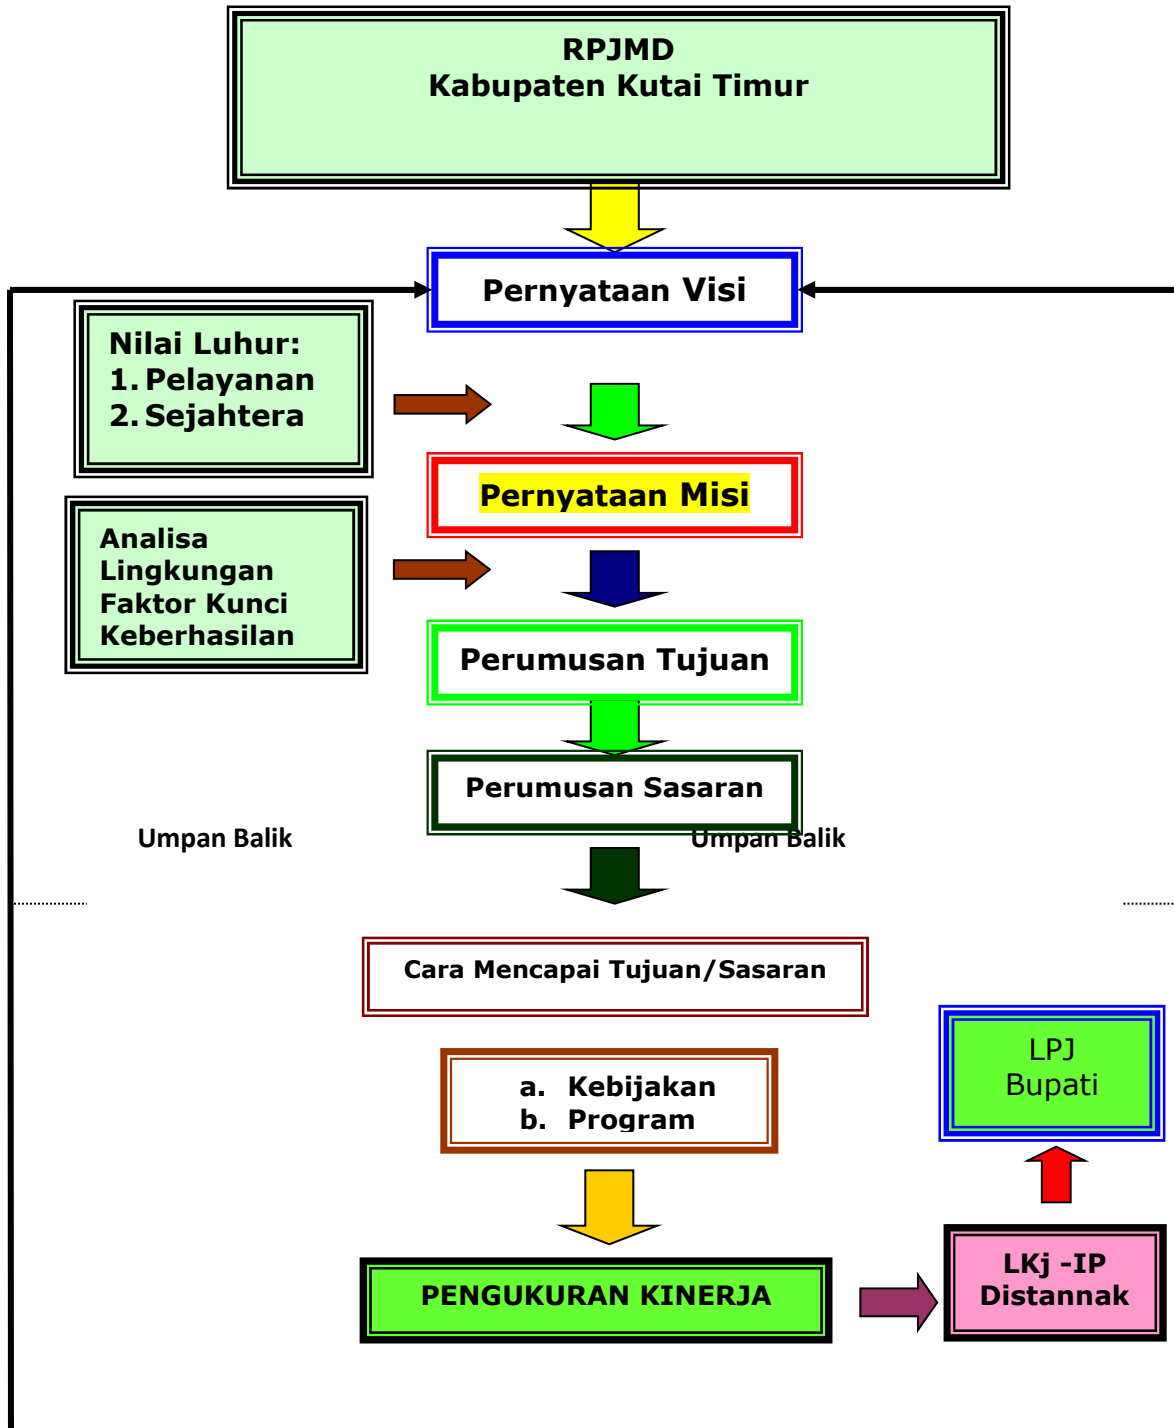 RPJMD
Kabupaten Kutai Timur
Pernyataan Visi
Nilai Luhur:
1. Pelayanan
2. Sejahtera
Pernyataan Misi
Analisa
Lingkungan
Faktor Kunci
Keberhasilan
Perumusan Tujuan
Perumusan Sasaran
Umpan Balik
Umpan Balik
Cara Mencapai Tujuan/Sasaran
a. Kebijakan
b. Program
LPJ
Bupati
PENGUKURAN KINERJA
LKj -IP
Distannak